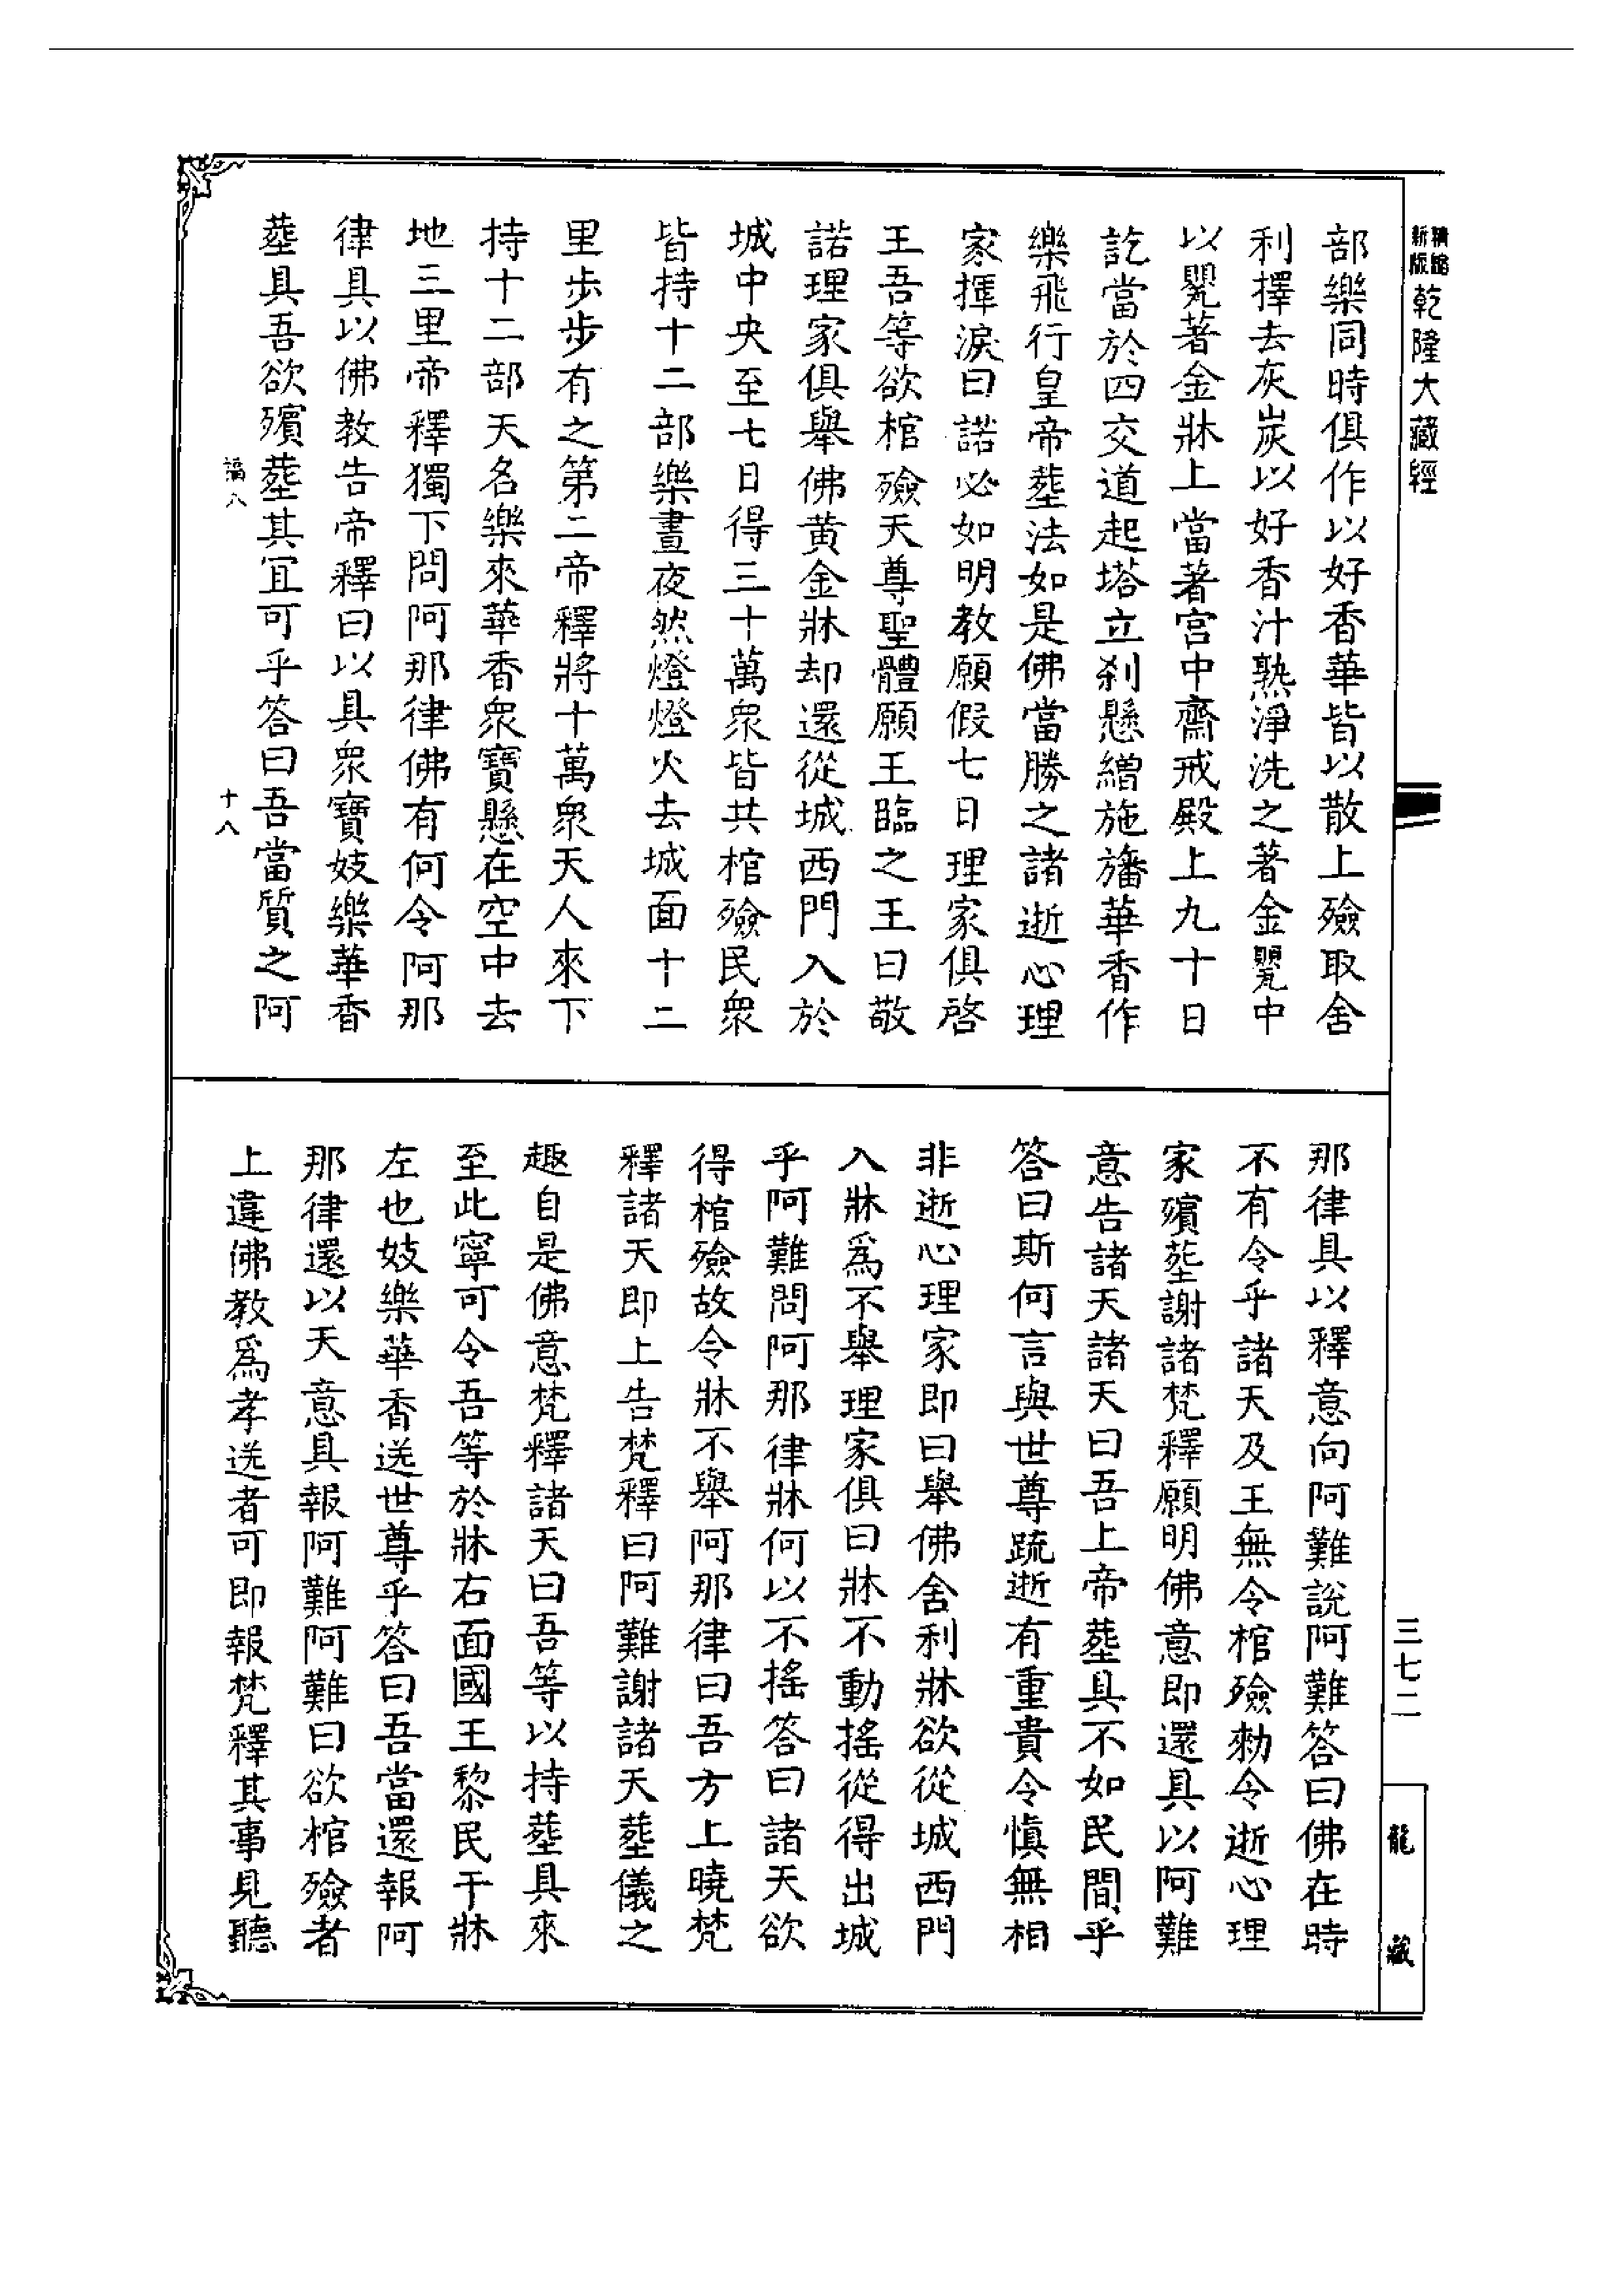 精縮新版乾隆大藏經
部樂同時俱作以好香華皆以散上殮取舍
利擇去灰炭以好香汁熟淨洗之著金甖中
以甖著金牀上當著宮中齋戒殿上九十日
訖當於四交道起塔立刹懸繒施旛華香作
樂飛行皇帝塟法如是佛當勝之諸逝心理
家揮淚曰諾必如明教願假七日理家俱啓
王吾等欲棺殮天尊聖體願王臨之王曰敬
諾理家俱舉佛黄金牀却還從城西門入於
城中央至七日得三十萬衆皆共棺殮民衆
皆持十二部樂晝夜然燈燈火去城面十二
里步步有之第二帝釋將十萬衆天人來下
持十二部天名樂來華香衆寶懸在空中去
地三里帝釋獨下問阿那律佛有何令阿那
律具以佛教告帝釋曰以具衆寶妓樂華香
塟具吾欲殯塟其冝可乎答曰吾當質之阿
十八
那律具以釋意向阿難說阿難答曰佛在時
不有令乎諸天及王無令棺殮勑令逝心理
家殯塟謝諸梵釋願明佛意即還具以阿難
意告諸天諸天曰吾上帝塟具不如民間乎
答曰斯何言與世尊䟽逝有重貴令愼無相
非逝心理家即曰舉佛舍利牀欲從城西門
入牀爲不舉理家俱曰牀不動搖從得出城
乎阿難問阿那律牀何以不搖答曰諸天欲
得棺殮故令牀不舉阿那律曰吾方上曉梵
釋諸天即上告梵釋曰阿難謝諸天塟儀之
趣自是佛意梵釋諸天曰吾等以持塟具來
至此寧可令吾等於牀右面國王黎民于牀
左也妓樂華香送世尊乎答曰吾當還報阿
那律還以天意具報阿難阿難曰欲棺殮者
上違佛教爲孝送者可即報梵釋其事見聽
三七二
龍藏